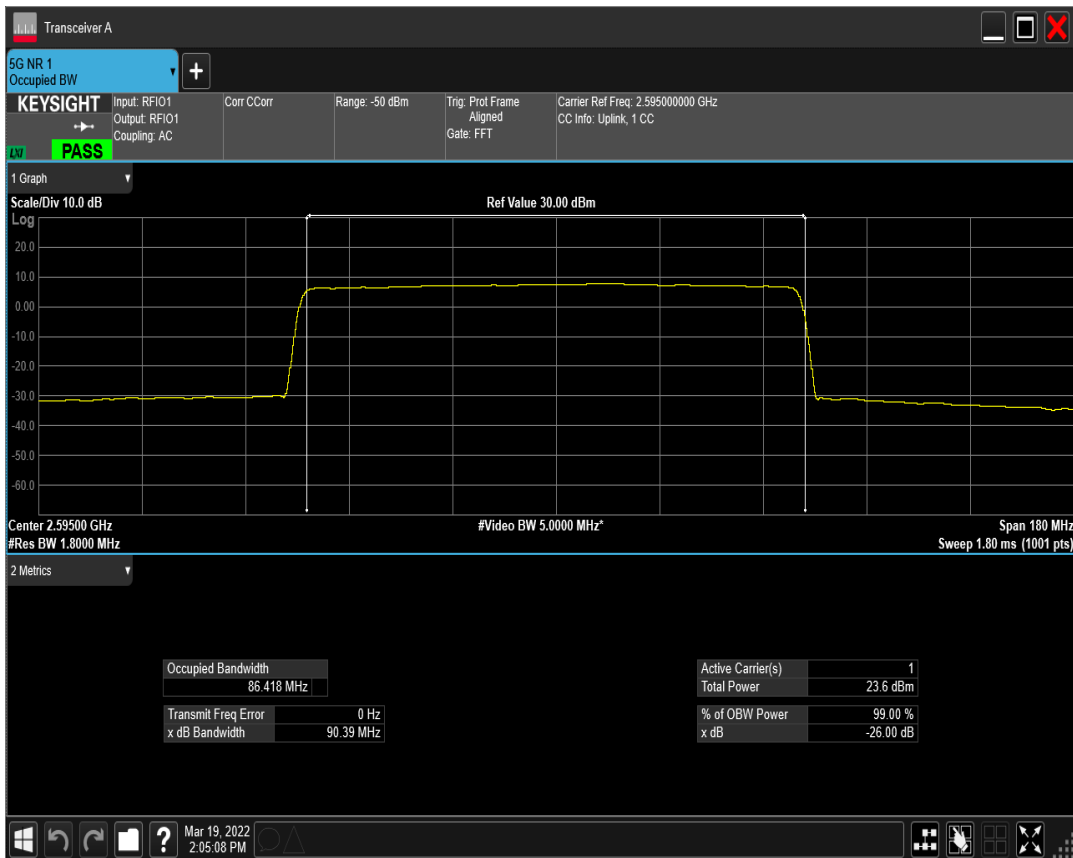 Transceiver A
5G NR 1
Occupied BW
KEYSIGHT
LXI
PASS
Input: RFIO1
Output: RFIO1
Coupling: AC
Corr CCorr
Range: -50 dBm
Trig: Prot Frame
Aligned
Gate: FFT
Carrier Ref Freq: 2.595000000 GHz
CC Info: Uplink, 1 CC
1 Graph
Scale/Div 10.0 dB
Ref Value 30.00 dBm
Log
20.0
10.0
0.00
-10.0
-20.0
-30.0
-40.0
-50.0
-60.0
Center 2.59500 GHz
#Video BW 5.0000 MHz*
Span 180 MHz
#Res BW 1.8000 MHz
Sweep 1.80 ms (1001 pts)
2 Metrics
Occupied Bandwidth
86.418 MHz
Transmit Freq Error 0 Hz
x dB Bandwidth 90.39 MHz
Active Carrier(s) 1
Total Power 23.6 dBm
% of OBW Power 99.00 %
x dB -26.00 dB
?
Mar 19, 2022
2:05:08 PM